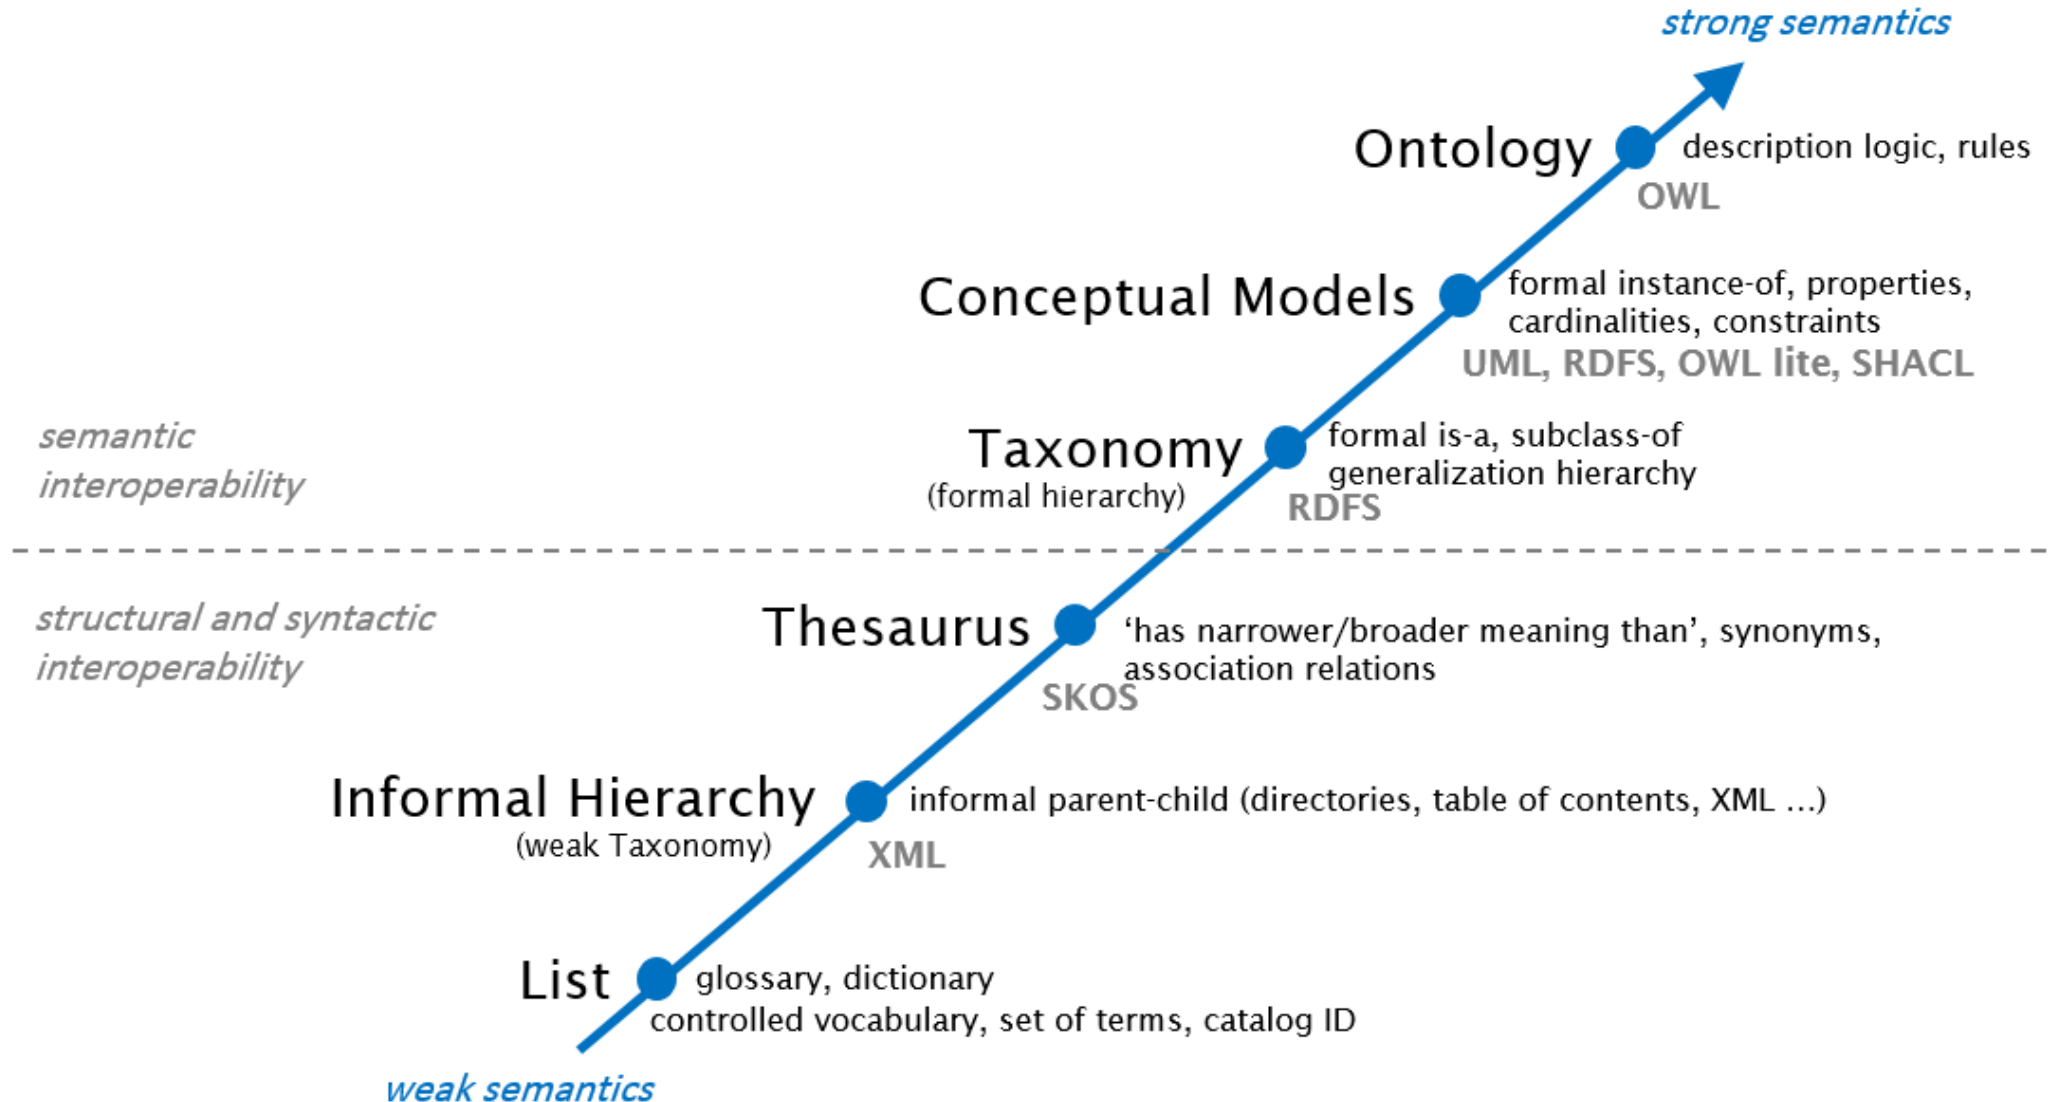 strong semantics
Ontology
description logic, rules
OWL
Conceptual Models
formal instance-of, properties,
cardinalities, constraints
UML, RDFS, OWL lite, SHACL
semantic
interoperability
Taxonomy
(formal hierarchy)
formal is-a, subclass-of
generalization hierarchy
RDFS
structural and syntactic
interoperability
Thesaurus
‘has narrower/broader meaning than’, synonyms,
association relations
SKOS
Informal Hierarchy
(weak Taxonomy)
informal parent-child (directories, table of contents, XML ...)
XML
List
glossary, dictionary
controlled vocabulary, set of terms, catalog ID
weak semantics